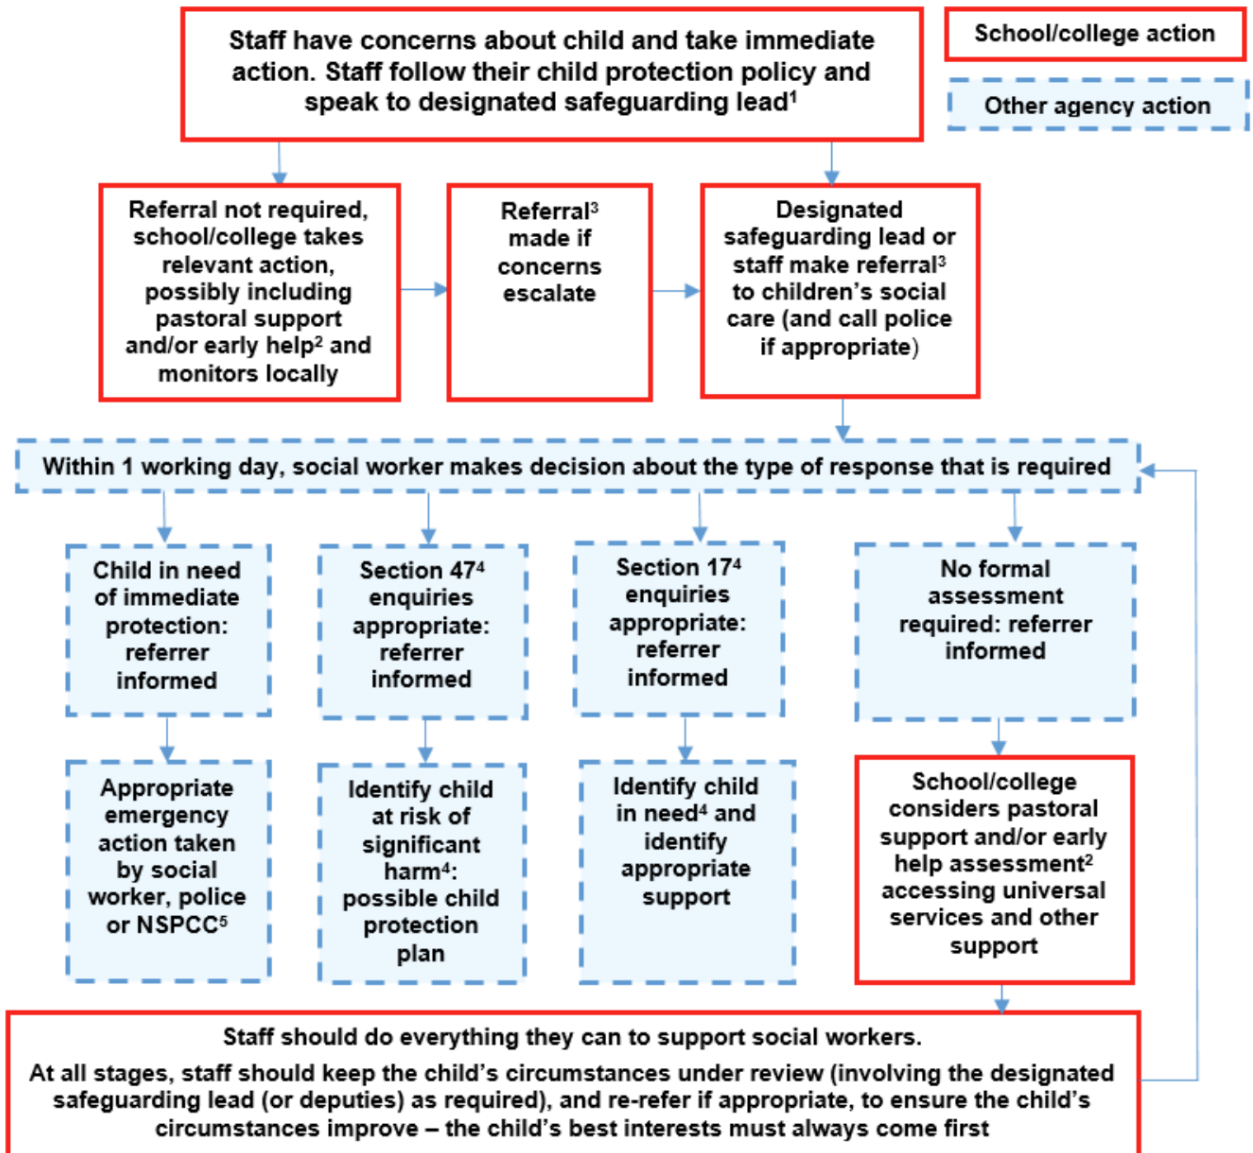 Staff have concerns about child and take immediate
action. Staff follow their child protection policy and
speak to designated safeguarding lead¹
School/college action
Other agency action
Referral not required,
school/college takes
relevant action,
possibly including
pastoral support
and/or early help² and
monitors locally
Referral³
made if
concerns
escalate
Designated
safeguarding lead or
staff make referral³
to children’s social
care (and call police
if appropriate)
Within 1 working day, social worker makes decision about the type of response that is required
Child in need
of immediate
protection:
referrer
informed
Section 47⁴
enquiries
appropriate:
referrer
informed
Section 17⁴
enquiries
appropriate:
referrer
informed
No formal
assessment
required: referrer
informed
Appropriate
emergency
action taken
by social
worker, police
or NSPCC⁵
Identify child
at risk of
significant
harm⁴:
possible child
protection
plan
Identify child
in need⁴ and
identify
appropriate
support
School/college
considers pastoral
support and/or early
help assessment²
accessing universal
services and other
support
Staff should do everything they can to support social workers.
At all stages, staff should keep the child’s circumstances under review (involving the designated
safeguarding lead (or deputies) as required), and re-refer if appropriate, to ensure the child’s
circumstances improve – the child’s best interests must always come first